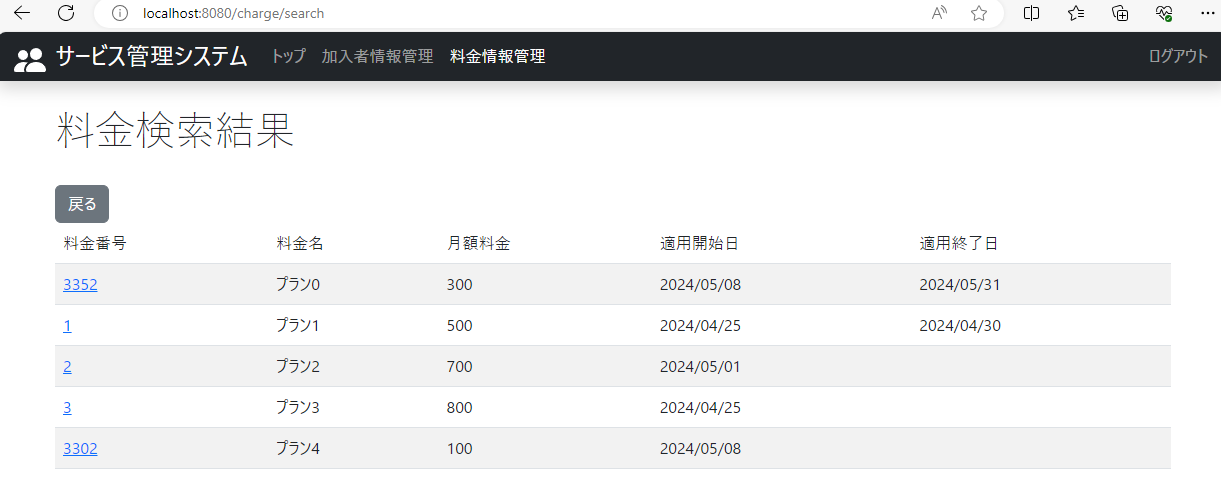 localhost:8080/charge/search
サービス管理システム トップ 加入者情報管理 料金情報管理 ログアウト
料金検索結果
戻る
料金番号 料金名 月額料金 適用開始日 適用終了日
3352 プラン0 300 2024/05/08 2024/05/31
1 プラン1 500 2024/04/25 2024/04/30
2 プラン2 700 2024/05/01
3 プラン3 800 2024/04/25
3302 プラン4 100 2024/05/08